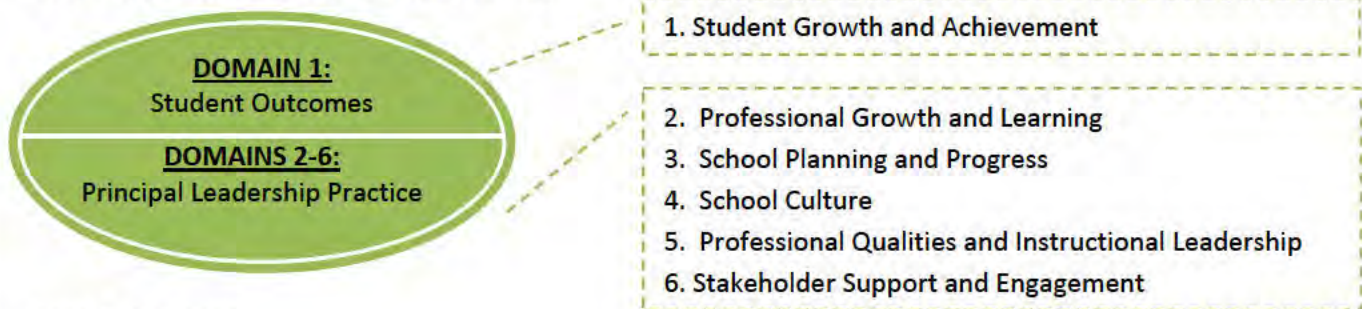 DOMAIN 1:
Student Outcomes
DOMAINS 2-6:
Principal Leadership Practice
1. Student Growth and Achievement
2. Professional Growth and Learning
3. School Planning and Progress
4. School Culture
5. Professional Qualities and Instructional Leadership
6. Stakeholder Support and Engagement